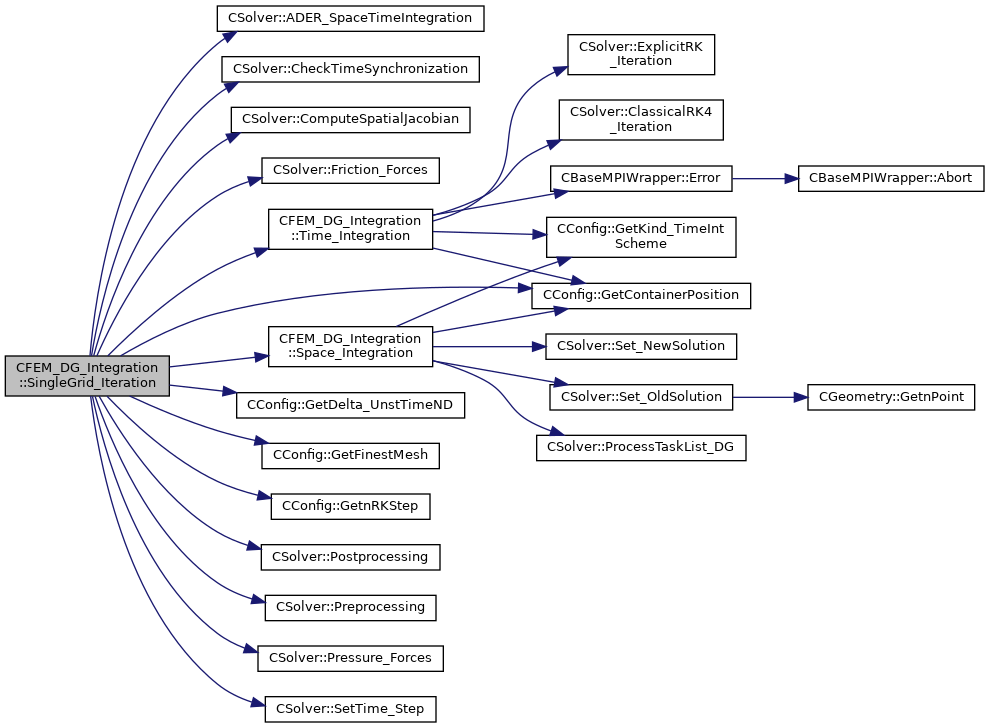 CSolver::ADER_SpaceTimeIntegration
CSolver::CheckTimeSynchronization
CSolver::ComputeSpatialJacobian
CSolver::Friction_Forces
CFEM_DG_Integration
::Time_Integration
CFEM_DG_Integration
::Space_Integration
CFEM_DG_Integration
::SingleGrid_Iteration
CConfig::GetDelta_UnstTimeND
CConfig::GetFinestMesh
CConfig::GetnRKStep
CSolver::Postprocessing
CSolver::Preprocessing
CSolver::Pressure_Forces
CSolver::SetTime_Step
CSolver::ExplicitRK
_Iteration
CSolver::ClassicalRK4
_Iteration
CBaseMPIWrapper::Error
CConfig::GetKind_TimeInt
Scheme
CConfig::GetContainerPosition
CSolver::Set_NewSolution
CSolver::Set_OldSolution
CSolver::ProcessTaskList_DG
CBaseMPIWrapper::Abort
CGeometry::GetnPoint